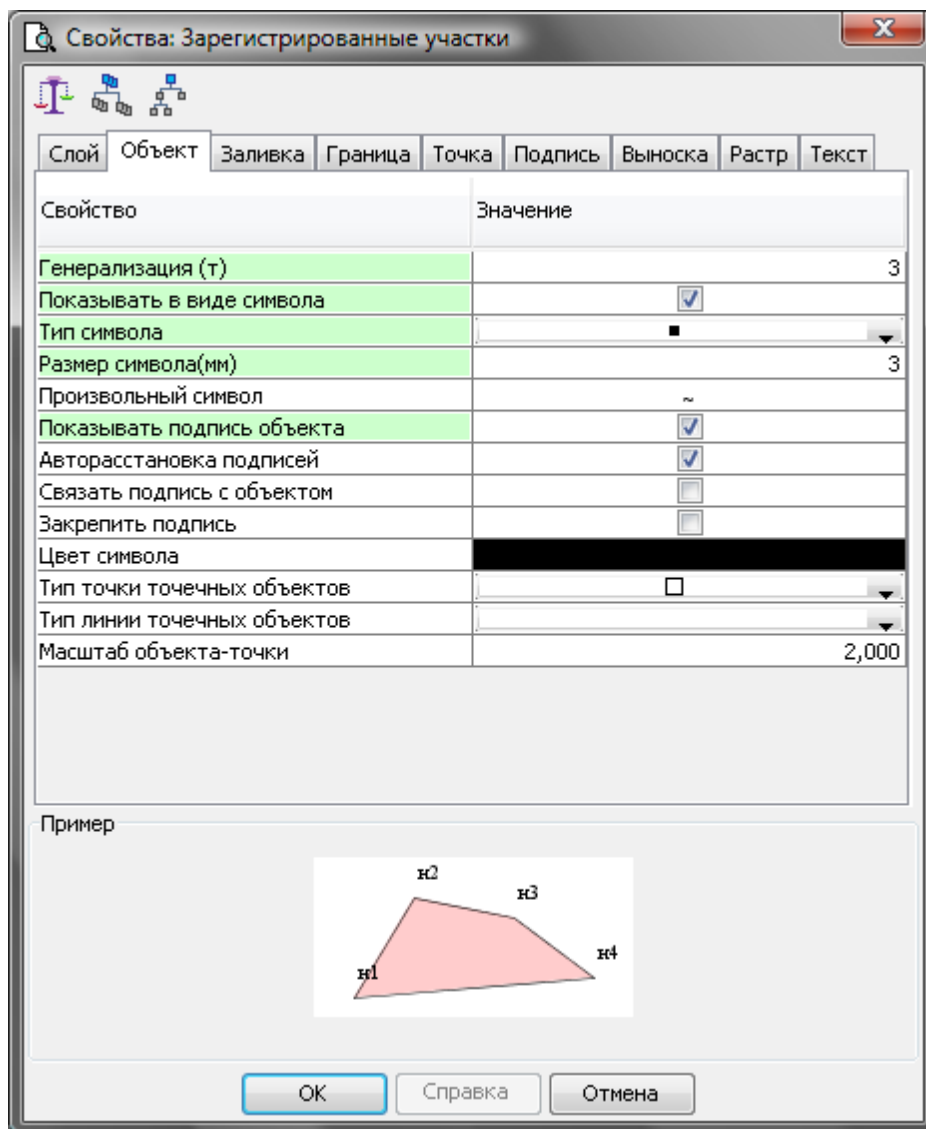 Свойства: Зарегистрированные участки
Слой Объект Заливка Граница Точка Подпись Выноска Растр Текст
Свойство Значение
Генерализация (т) 3
Показывать в виде символа
Тип символа
Размер символа(мм) 3
Произвольный символ ~
Показывать подпись объекта
Авторасстановка подписей
Связать подпись с объектом
Закрепить подпись
Цвет символа
Тип точки точечных объектов
Тип линии точечных объектов
Масштаб объекта-точки 2,000
Пример
н2
н3
н4
н1
ОК Справка Отмена